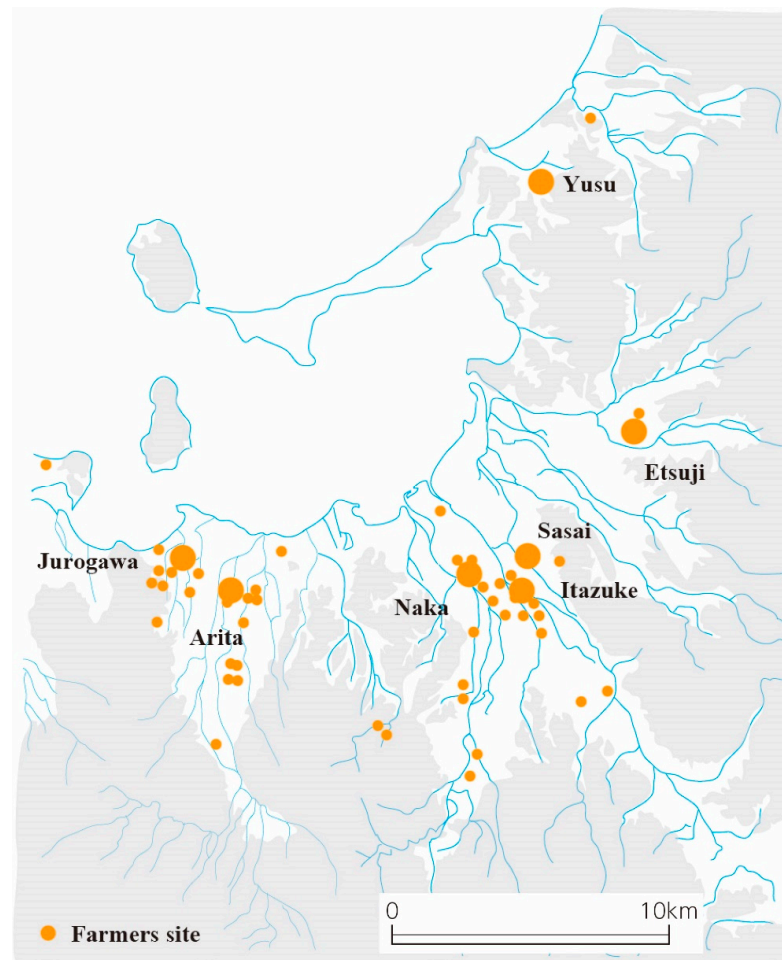 Yusu
Etsuji
Sasai
Jurogawa
Itazuke
Naka
Arita
0 10km
Farmers site